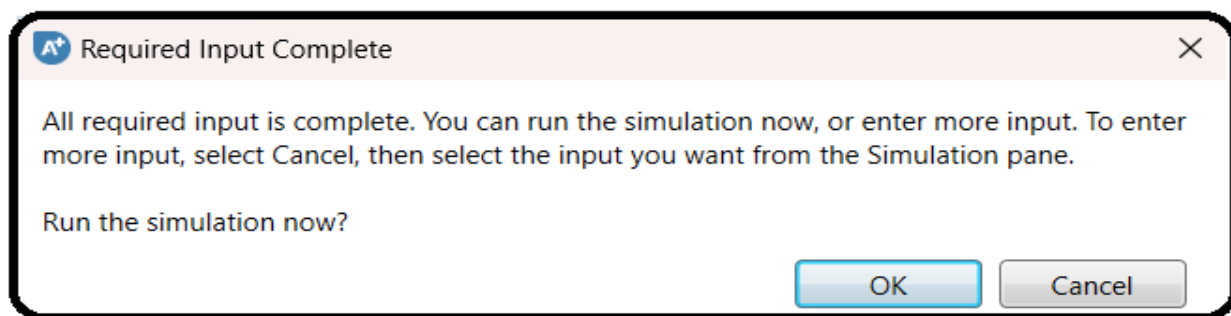 A+ Required Input Complete
All required input is complete. You can run the simulation now, or enter more input. To enter
more input, select Cancel, then select the input you want from the Simulation pane.
Run the simulation now?
OK Cancel